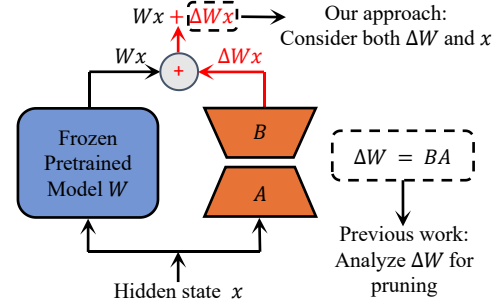 Wx + ΔWx
Our approach:
Consider both ΔW and x
Wx
+
ΔWx
Frozen
Pretrained
Model W
B
A
ΔW = BA
Previous work:
Analyze ΔW for
pruning
Hidden state x